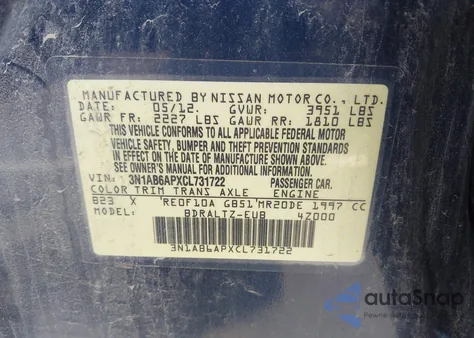 MANUFACTURED BY NISSAN MOTOR CO., LTD.
DATE: 05/12. GVWR: 3951 LBS
GAWR FR: 2227 LBS GAWR RR: 1810 LBS
THIS VEHICLE CONFORMS TO ALL APPLICABLE FEDERAL MOTOR
VEHICLE SAFETY, BUMPER, AND THEFT PREVENTION STANDARDS
IN EFFECT ON THE DATE OF MANUFACTURE SHOWN ABOVE.
SEE OWNER'S MANUAL FOR ADDITIONAL INFORMATION.
VEHICLE I.D.NO.: 3N1AB6APXCL731722 PASSENGER CAR
COLOR TRIM TRANS AXLE ENGINE
B23 X RE0F10A GB51 MR20DE 1997 CC
MODEL: BDRALTZ-EUB 4Z000
3N1AB6APXCL731722
autoSnap